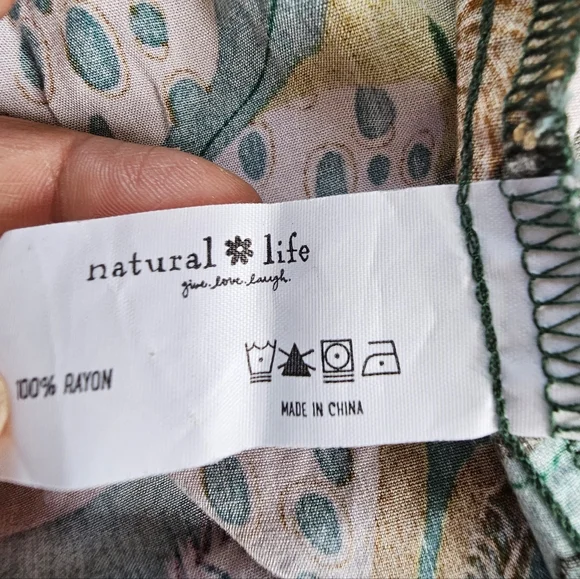 natural life
give. love. laugh.
100% RAYON
MADE IN CHINA